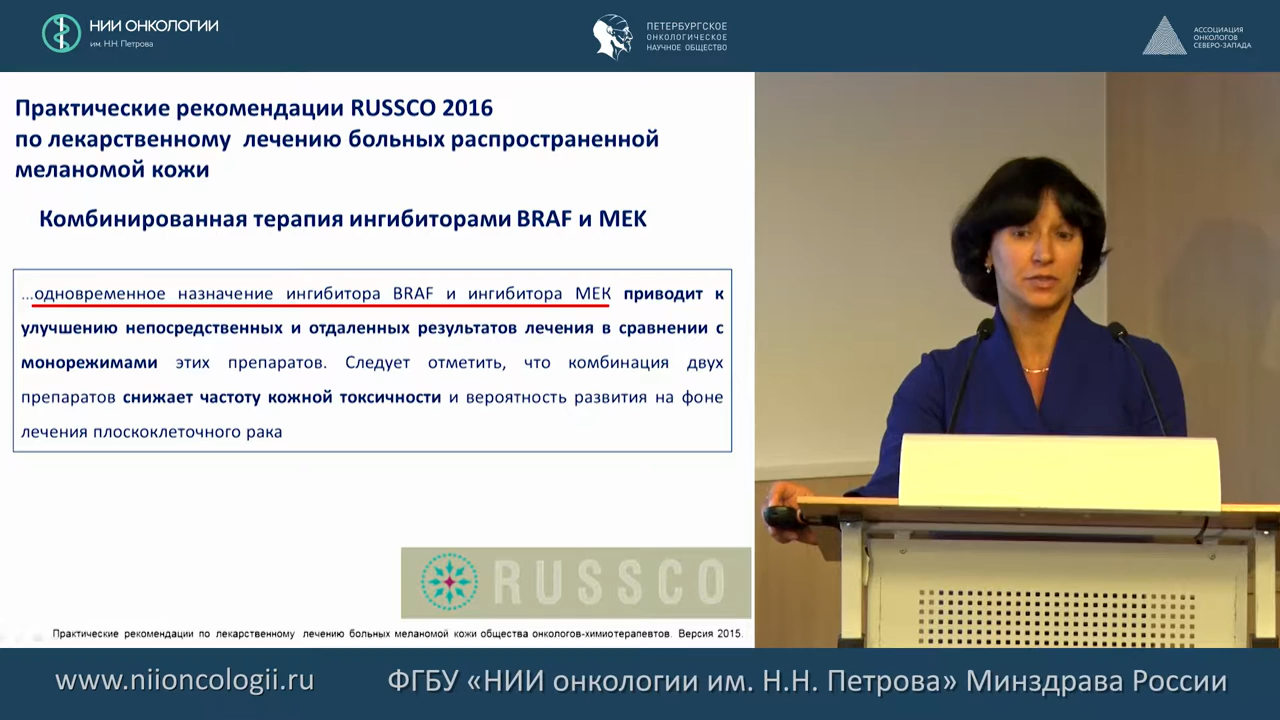 НИИ ОНКОЛОГИИ
им. Н.Н. Петрова
ПЕТЕРБУРГСКОЕ
ОНКОЛОГИЧЕСКОЕ
НАУЧНОЕ ОБЩЕСТВО
АССОЦИАЦИЯ
ОНКОЛОГОВ
СЕВЕРО-ЗАПАДА
Практические рекомендации RUSSCO 2016
по лекарственному лечению больных распространенной
меланомой кожи
Комбинированная терапия ингибиторами BRAF и MEK
...одновременное назначение ингибитора BRAF и ингибитора МЕК приводит к
улучшению непосредственных и отдаленных результатов лечения в сравнении с
монорежимами этих препаратов. Следует отметить, что комбинация двух
препаратов снижает частоту кожной токсичности и вероятность развития на фоне
лечения плоскоклеточного рака
RUSSCO
Практические рекомендации по лекарственному лечению больных меланомой кожи общества онкологов-химиотерапевтов. Версия 2015.
www.niioncologii.ru
ФГБУ «НИИ онкологии им. Н.Н. Петрова» Минздрава России